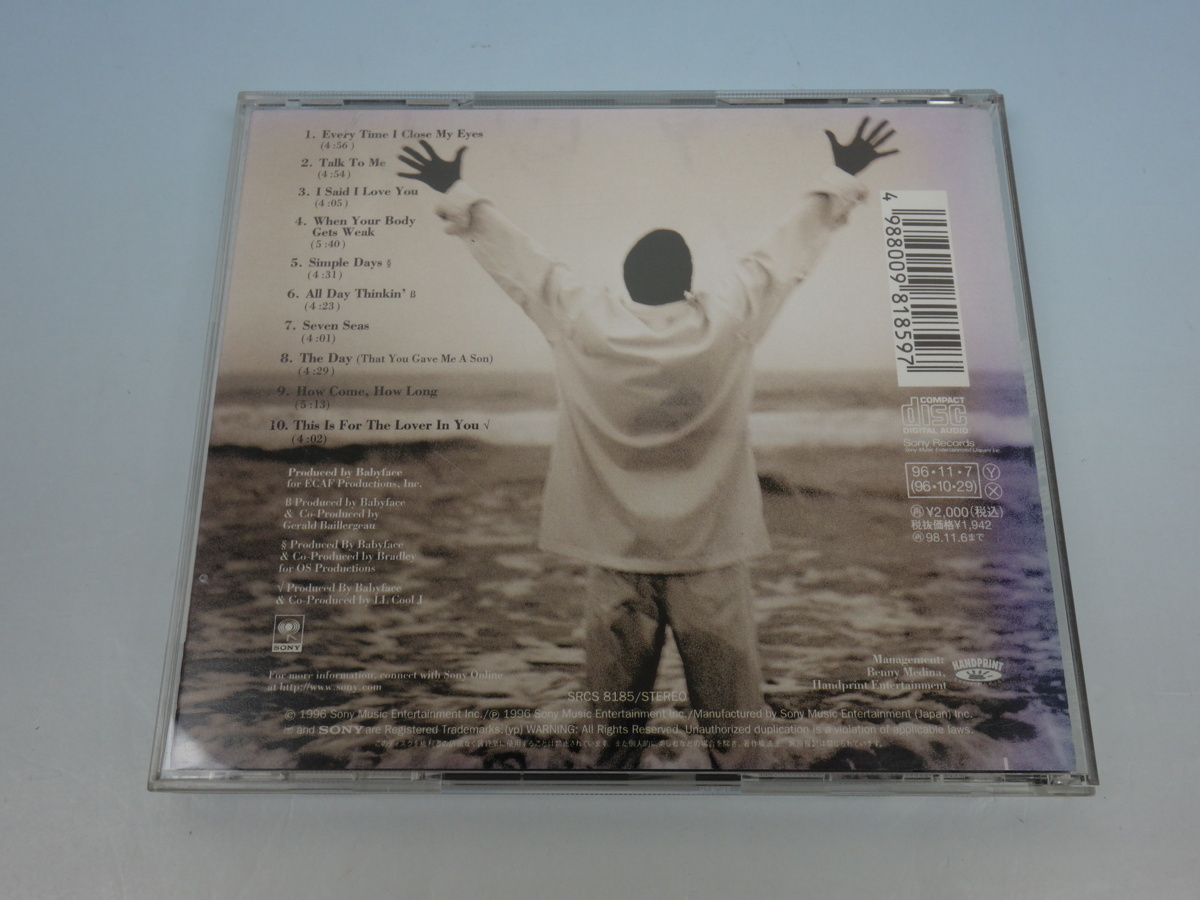 1. Every Time I Close My Eyes
(4:56)
2. Talk To Me
(4:54)
3. I Said I Love You
(4:05)
4. When Your Body
Gets Weak
(5:40)
5. Simple Days §
(4:31)
6. All Day Thinkin' ß
(4:23)
7. Seven Seas
(4:01)
8. The Day (That You Gave Me A Son)
(4:29)
9. How Come, How Long
(5:13)
10. This Is For The Lover In You √
(4:02)
Produced by Babyface
for ECAF Productions, Inc.
ß Produced by Babyface
& Co-Produced by
Gerald Baillergeau
§ Produced By Babyface
& Co-Produced by Bradley
for OS Productions
√ Produced By Babyface
& Co-Produced by LL Cool J
SONY
For more information, connect with Sony Online
at http://www.sony.com
4 988009 818597
COMPACT
disc
DIGITAL AUDIO
Sony Records
Sony Music Entertainment (Japan) Inc.
96・11・7 Ⓨ
(96・10・29) Ⓧ
㊢¥2,000(税込)
税抜価格¥1,942
㊢98.11.6まで
Management:
Benny Medina,
Handprint Entertainment
HANDPRINT
SRCS 8185/STEREO
© 1996 Sony Music Entertainment Inc./℗ 1996 Sony Music Entertainment Inc./Manufactured by Sony Music Entertainment (Japan) Inc.
and SONY are Registered Trademarks.(yp) WARNING: All Rights Reserved. Unauthorized duplication is a violation of applicable laws.